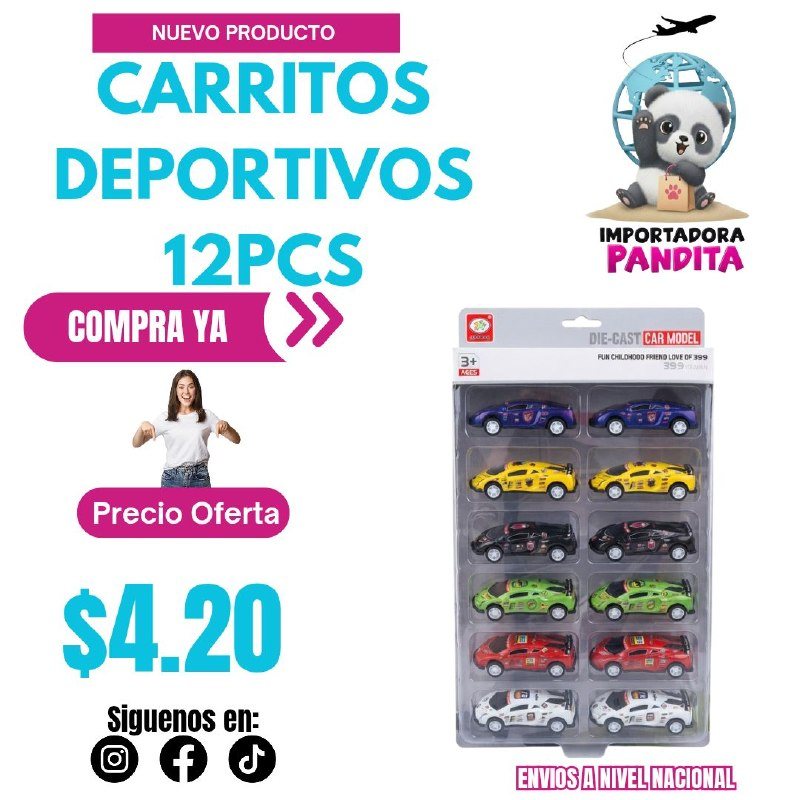 NUEVO PRODUCTO
CARRITOS
DEPORTIVOS
12PCS
IMPORTADORA
PANDITA
COMPRA YA
DIE-CAST CAR MODEL
3+
AGES
FUN CHILDHOOD FRIEND LOVE OF 399
399
Precio Oferta
$4.20
Siguenos en:
ENVIOS A NIVEL NACIONAL